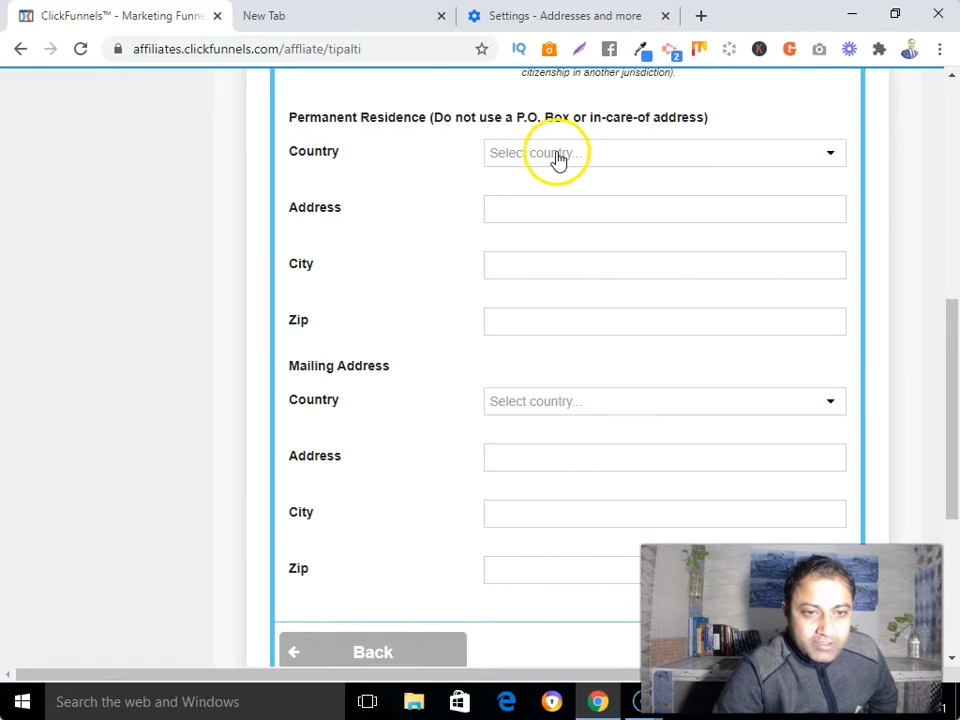 ClickFunnels™ - Marketing Funne
New Tab
Settings - Addresses and more
affiliates.clickfunnels.com/affliate/tipalti
citizenship in another jurisdiction).
Permanent Residence (Do not use a P.O. Box or in-care-of address)
Country
Select country...
Address
City
Zip
Mailing Address
Country
Select country...
Address
City
Zip
Back
Search the web and Windows